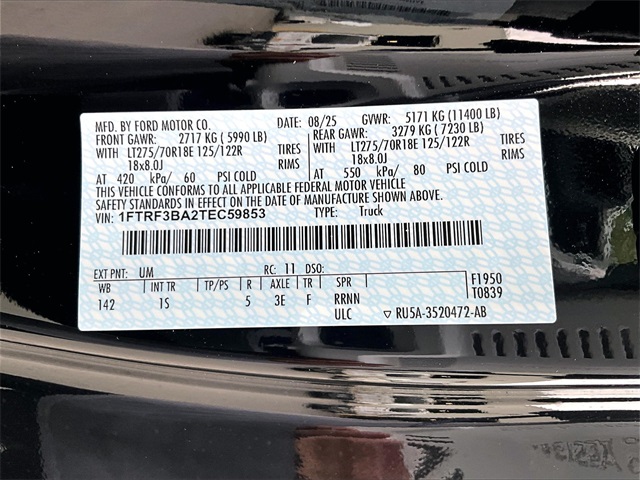 MFD. BY FORD MOTOR CO. DATE: 08/25 GVWR: 5171 KG (11400 LB)
FRONT GAWR: 2717 KG (5990 LB) REAR GAWR: 3279 KG (7230 LB)
WITH LT275/70R18E 125/122R TIRES WITH LT275/70R18E 125/122R TIRES
18x8.0J RIMS 18x8.0J RIMS
AT 420 kPa/ 60 PSI COLD AT 550 kPa/ 80 PSI COLD
THIS VEHICLE CONFORMS TO ALL APPLICABLE FEDERAL MOTOR VEHICLE
SAFETY STANDARDS IN EFFECT ON THE DATE OF MANUFACTURE SHOWN ABOVE.
VIN: 1FTRF3BA2TEC59853 TYPE: Truck
EXT PNT: UM RC: 11 DSO: F1950
WB INT TR TP/PS R AXLE TR SPR T0839
142 1S 5 3E F RRNN
ULC ▽ RU5A-3520472-AB